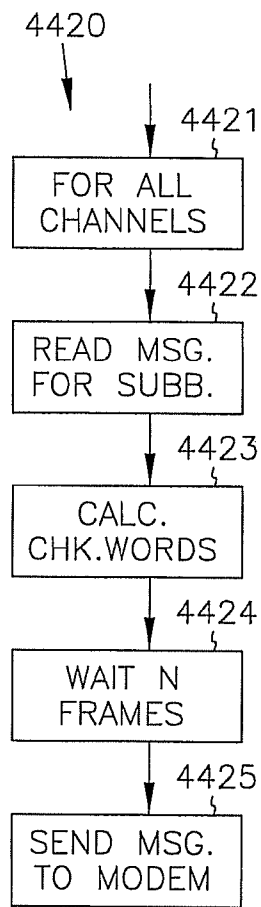 4420
4421
FOR ALL
CHANNELS
4422
READ MSG.
FOR SUBB.
4423
CALC.
CHK.WORDS
4424
WAIT N
FRAMES
4425
SEND MSG.
TO MODEM